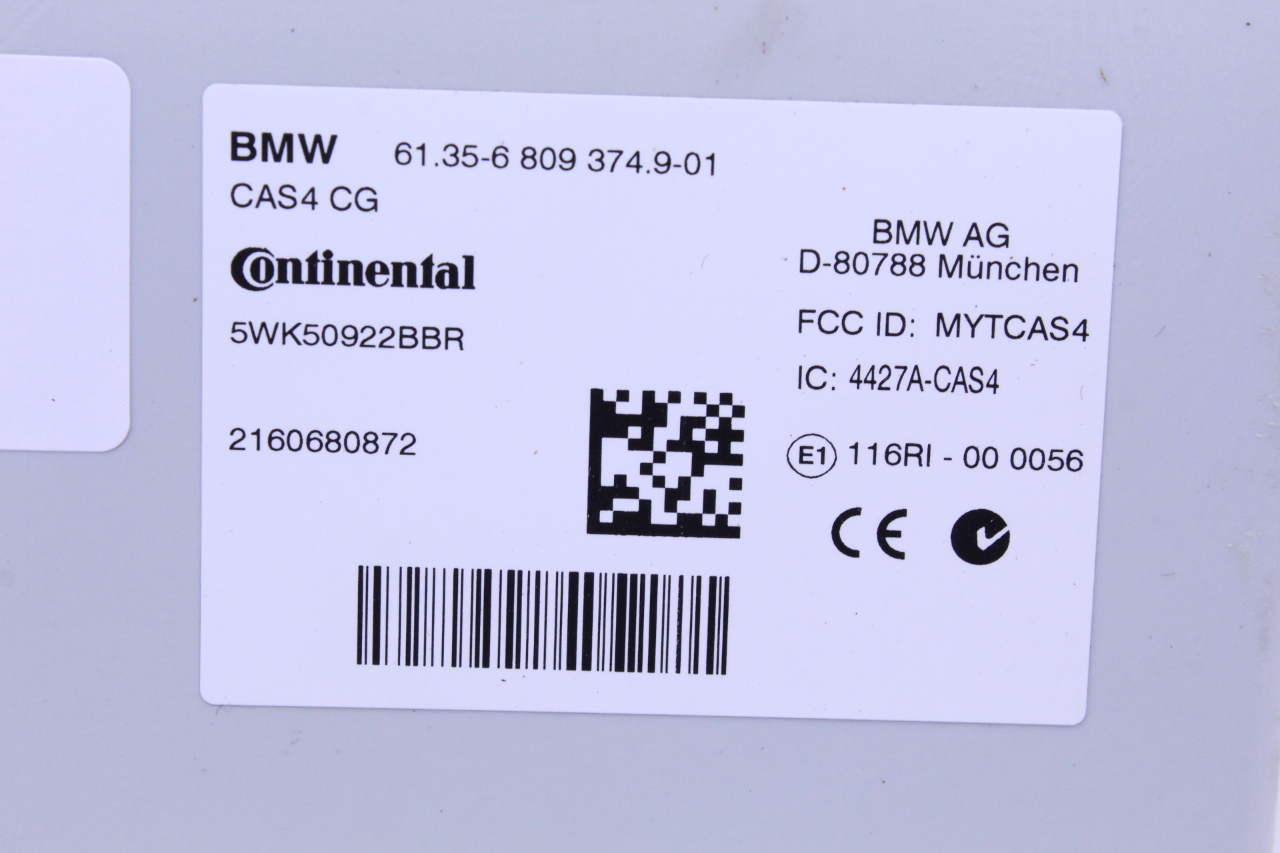 BMW 61.35-6 809 374.9-01
CAS4 CG
Continental
5WK50922BBR
2160680872
BMW AG
D-80788 München
FCC ID: MYTCAS4
IC: 4427A-CAS4
E1 116RI - 00 0056
CE